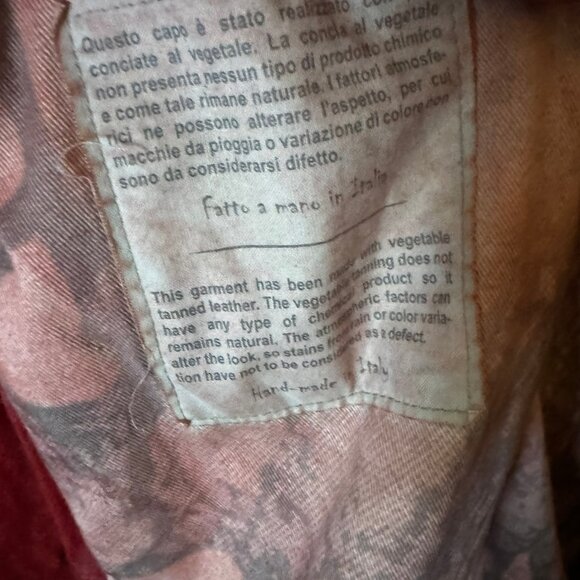 Questo capo è stato realizzato con
conciate al vegetale. La concia al vegetale
non presenta nessun tipo di prodotto chimico
e come tale rimane naturale. I fattori atmosfe-
rici ne possono alterare l'aspetto, per cui
macchie da pioggia o variazione di colore non
sono da considerarsi difetto.
fatto a mano in Italia
This garment has been made with vegetable
tanned leather. The vegetable tanning does not
have any type of chemical product so it
remains natural. The atmospheric factors can
alter the look, so stains from rain or color varia-
tion have not to be considered as a defect.
Hand-made Italy